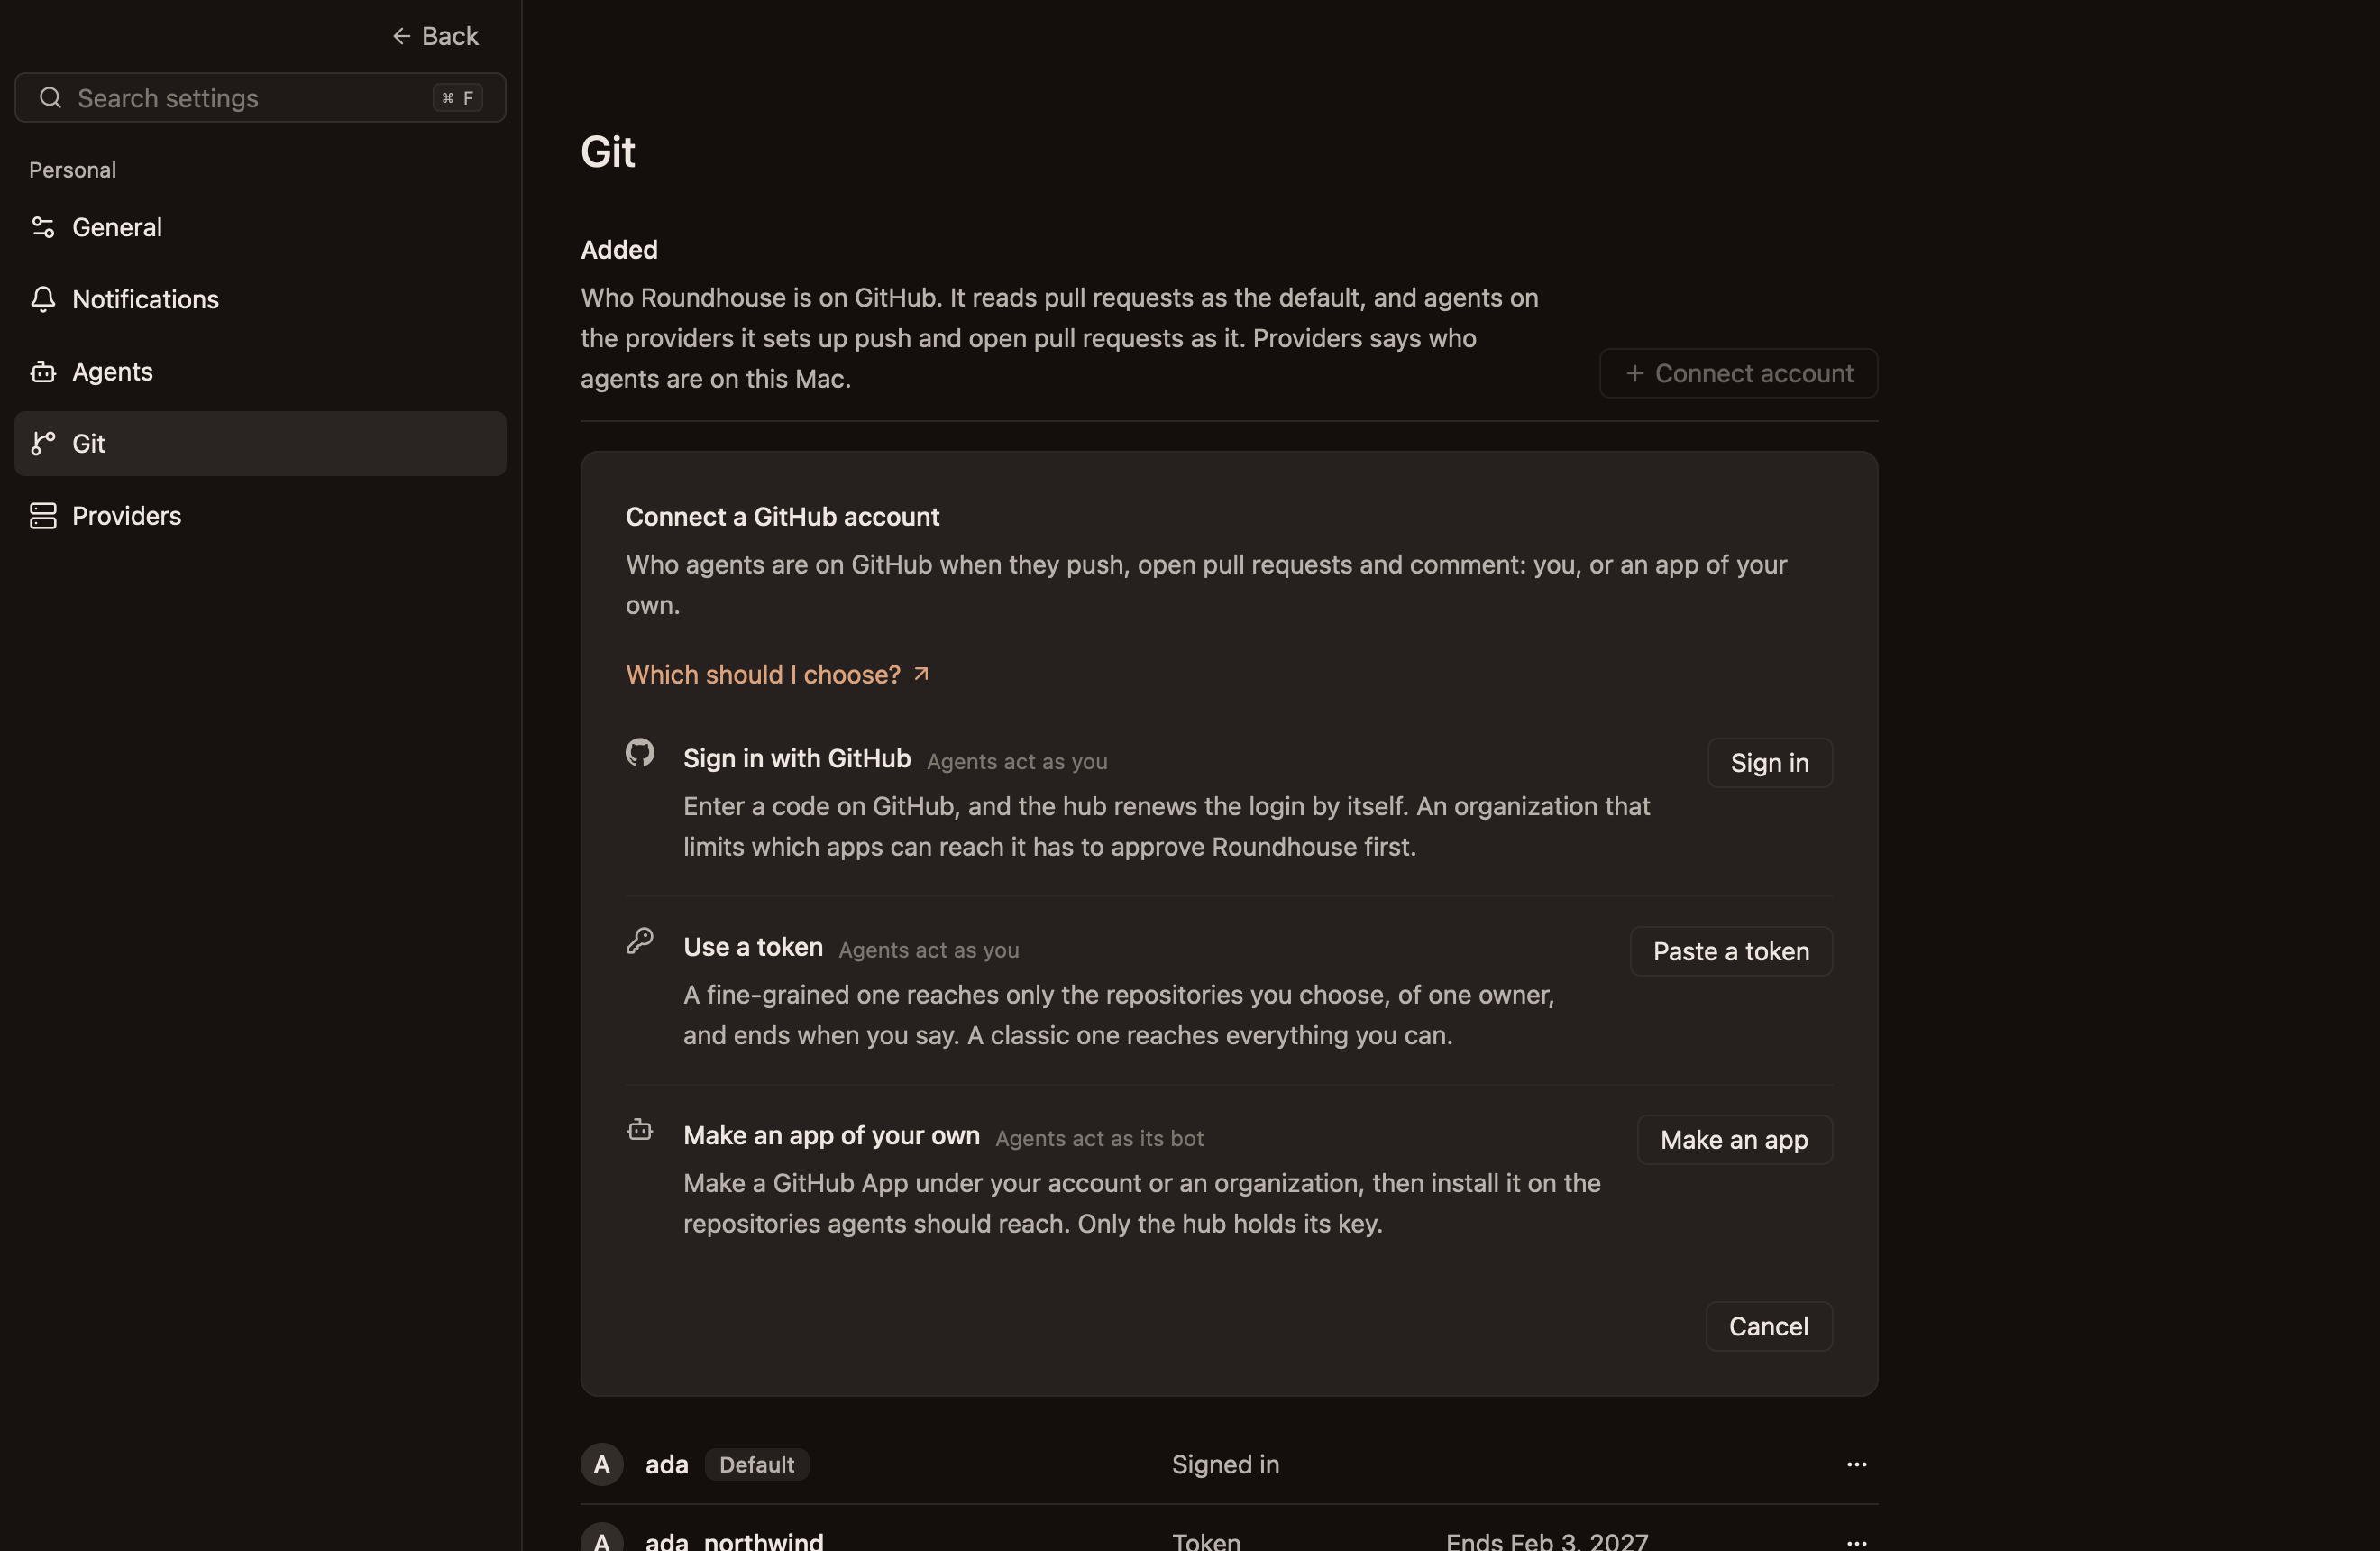 Back
Search settings
⌘ F
Personal
General
Notifications
Agents
Git
Providers
Git
Added
Who Roundhouse is on GitHub. It reads pull requests as the default, and agents on
the providers it sets up push and open pull requests as it. Providers says who
agents are on this Mac.
+ Connect account
Connect a GitHub account
Who agents are on GitHub when they push, open pull requests and comment: you, or an app of your
own.
Which should I choose? ↗
Sign in with GitHub Agents act as you
Sign in
Enter a code on GitHub, and the hub renews the login by itself. An organization that
limits which apps can reach it has to approve Roundhouse first.
Use a token Agents act as you
Paste a token
A fine-grained one reaches only the repositories you choose, of one owner,
and ends when you say. A classic one reaches everything you can.
Make an app of your own Agents act as its bot
Make an app
Make a GitHub App under your account or an organization, then install it on the
repositories agents should reach. Only the hub holds its key.
Cancel
A ada Default Signed in
A ada northwind Token Ends Feb 3, 2027